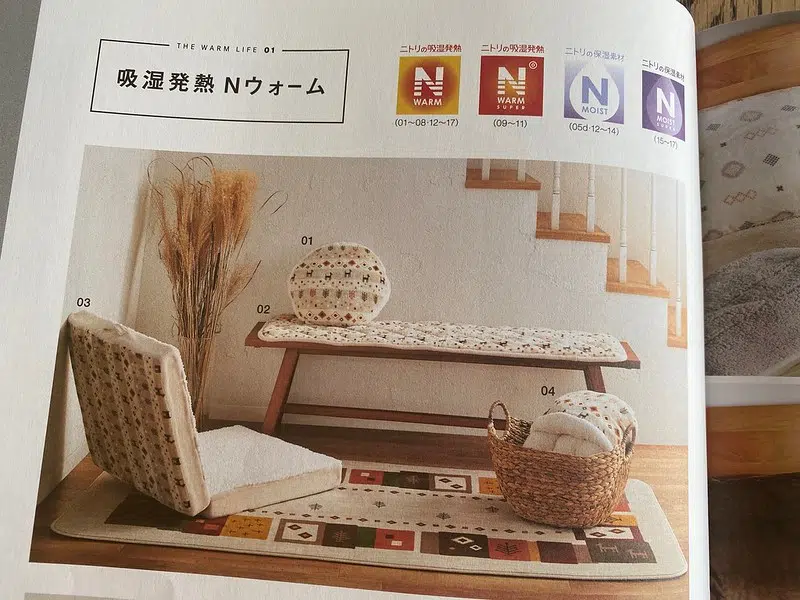 THE WARM LIFE 01
吸湿発熱 Nウォーム
ニトリの吸湿発熱
N
WARM
(01〜08·12〜17)
ニトリの吸湿発熱
N
®
WARM
SUPER
(09〜11)
ニトリの保湿素材
N
MOIST
(05d·12〜14)
ニトリの保湿素材
N
MOIST
SUPER
(15〜17)
01
02
03
04